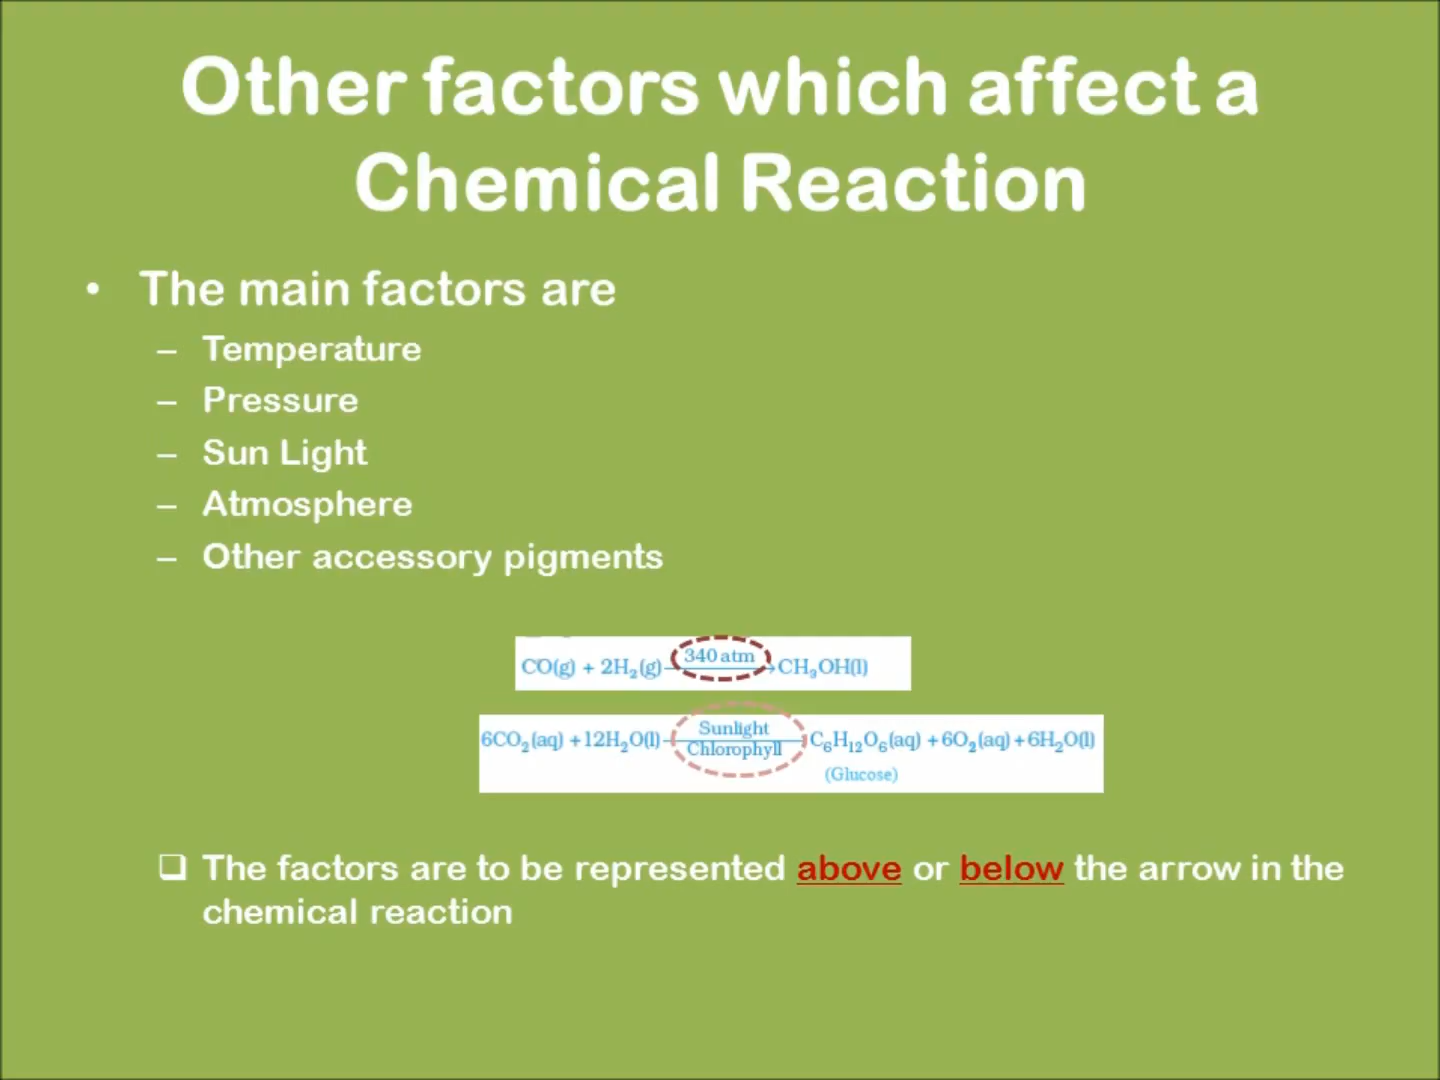 Other factors which affect a
Chemical Reaction
• The main factors are
– Temperature
– Pressure
– Sun Light
– Atmosphere
– Other accessory pigments
340 atm
CO(g) + 2H₂(g) → CH₃OH(l)
Sunlight
6CO₂(aq) + 12H₂O(l) → C₆H₁₂O₆(aq) + 6O₂(aq) + 6H₂O(l)
Chlorophyll
(Glucose)
❑ The factors are to be represented above or below the arrow in the
chemical reaction